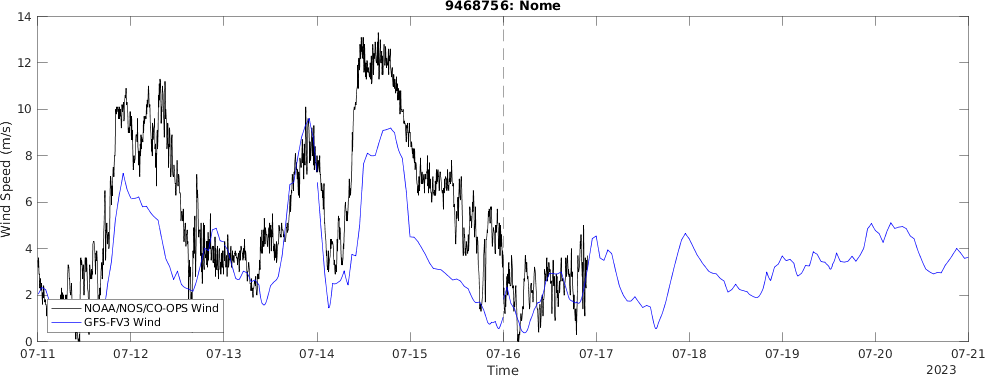 9468756: Nome
14
12
10
8
6
4
2
0
Wind Speed (m/s)
NOAA/NOS/CO-OPS Wind
GFS-FV3 Wind
07-11 07-12 07-13 07-14 07-15 07-16 07-17 07-18 07-19 07-20 07-21
Time
2023